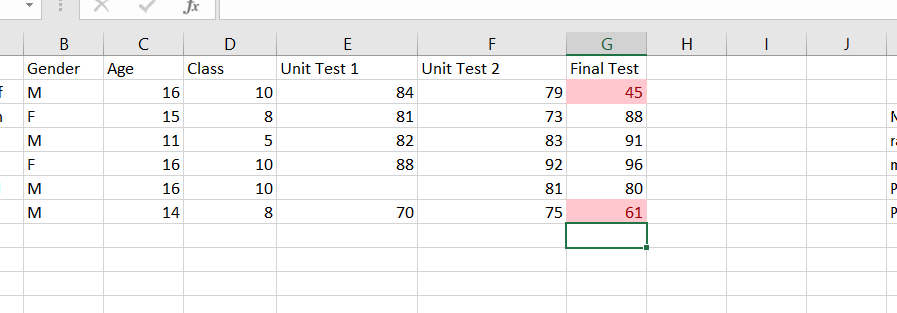 fx
B C D E F G H I J
Gender Age Class Unit Test 1 Unit Test 2 Final Test
M 16 10 84 79 45
F 15 8 81 73 88
M 11 5 82 83 91
F 16 10 88 92 96
M 16 10 81 80
M 14 8 70 75 61